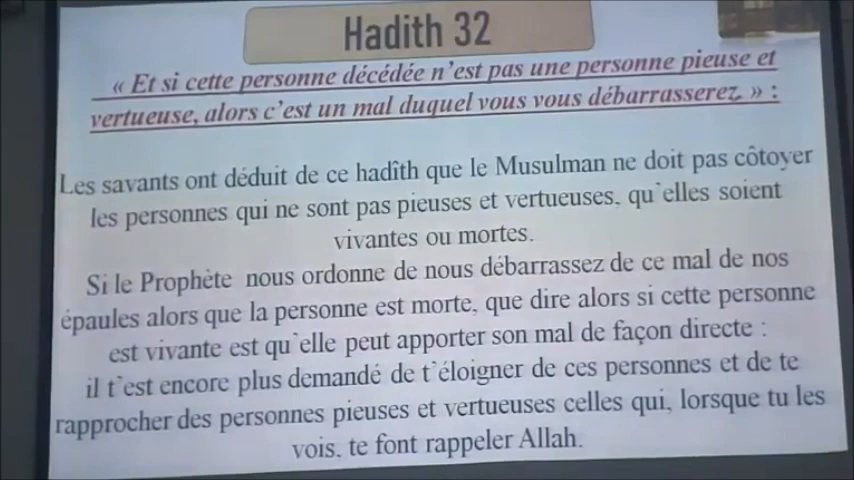 Hadith 32
« Et si cette personne décédée n'est pas une personne pieuse et
vertueuse, alors c'est un mal duquel vous vous débarrasserez. » :
Les savants ont déduit de ce hadîth que le Musulman ne doit pas côtoyer
les personnes qui ne sont pas pieuses et vertueuses, qu`elles soient
vivantes ou mortes.
Si le Prophète nous ordonne de nous débarrassez de ce mal de nos
épaules alors que la personne est morte, que dire alors si cette personne
est vivante est qu`elle peut apporter son mal de façon directe :
il t`est encore plus demandé de t`éloigner de ces personnes et de te
rapprocher des personnes pieuses et vertueuses celles qui, lorsque tu les
vois, te font rappeler Allah.